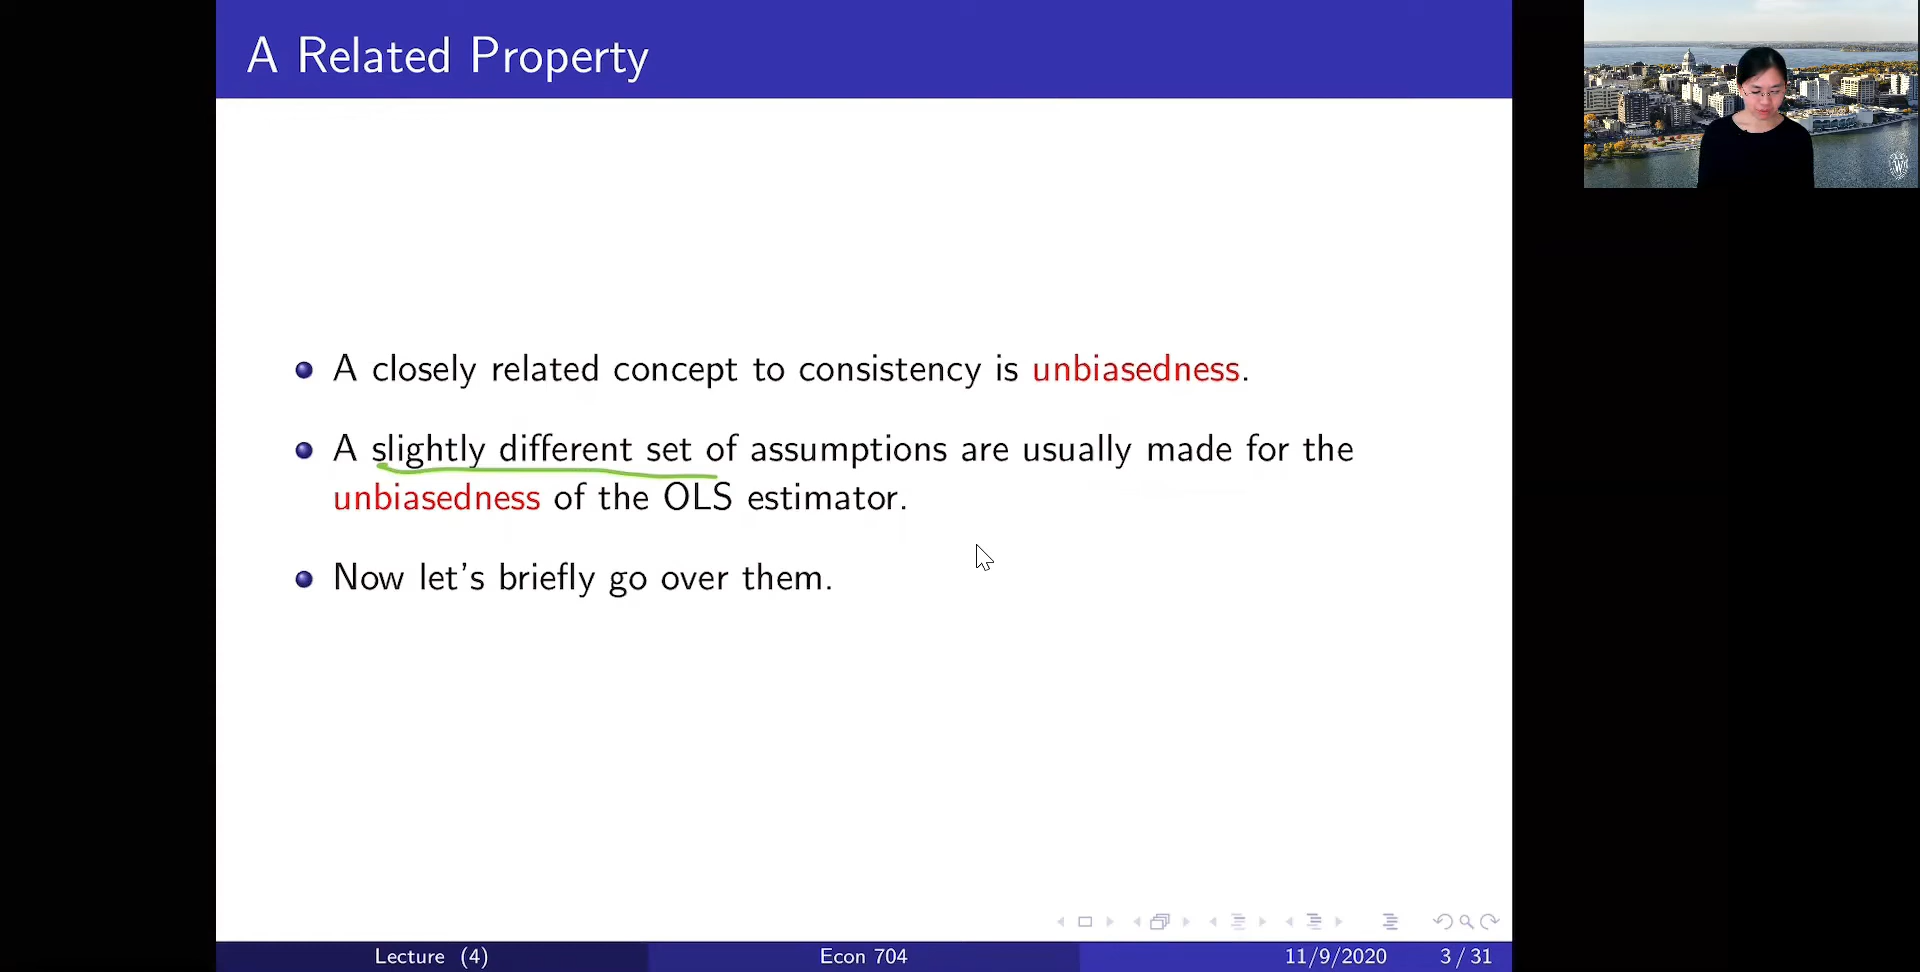 A Related Property
A closely related concept to consistency is unbiasedness.
A slightly different set of assumptions are usually made for the
unbiasedness of the OLS estimator.
Now let's briefly go over them.
Lecture (4) Econ 704 11/9/2020 3 / 31
W